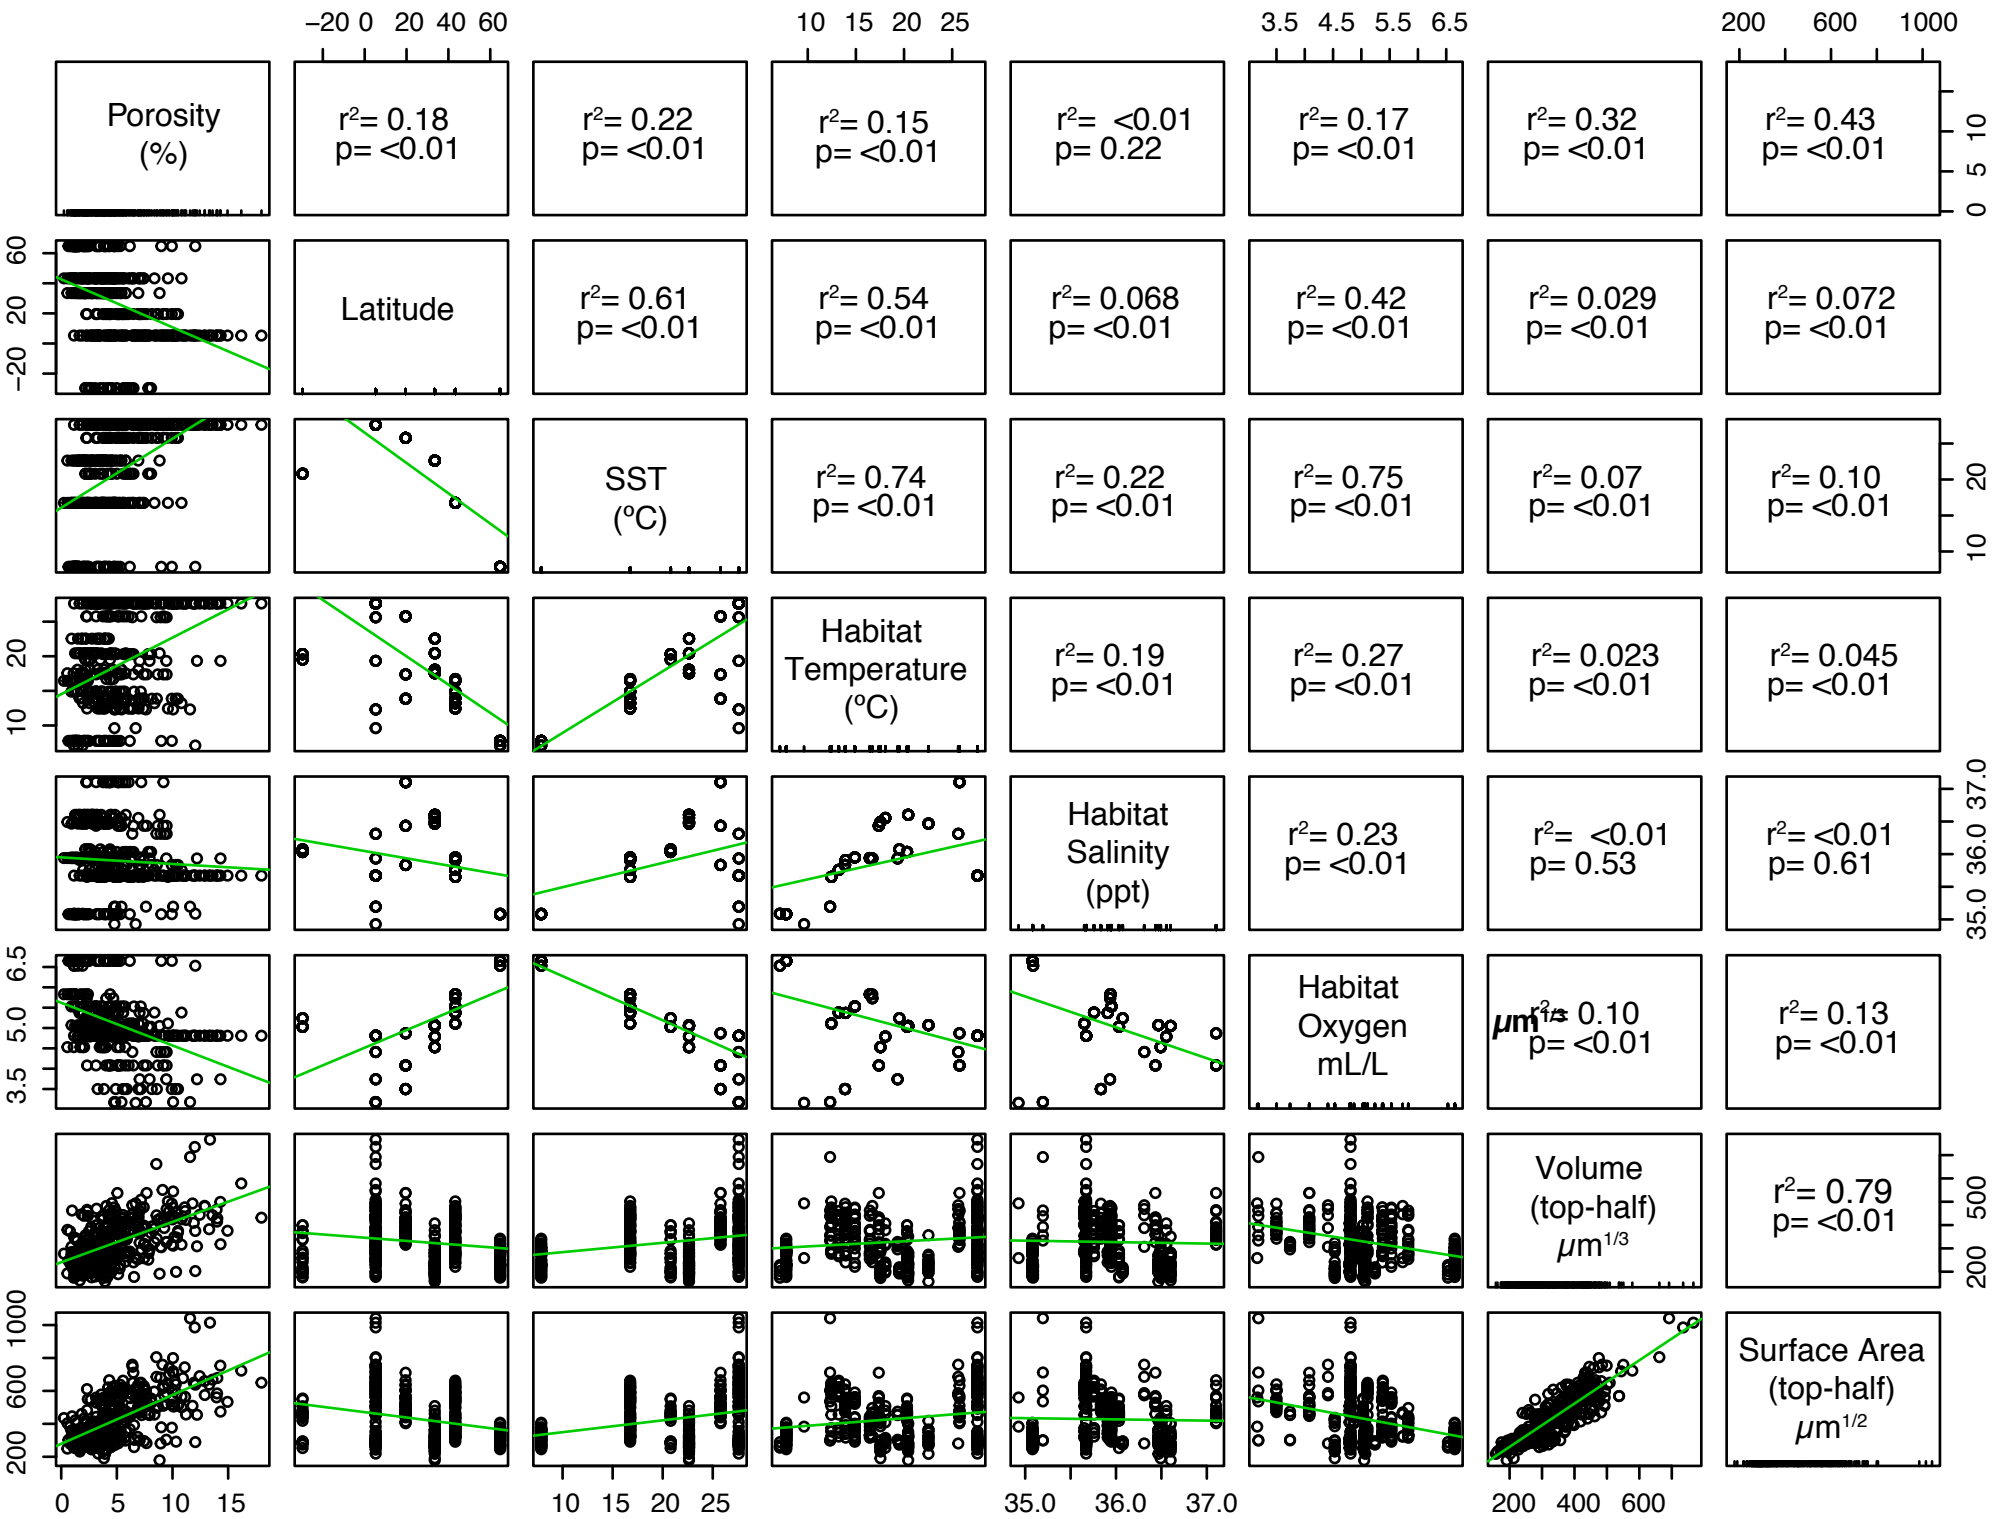 −20 0 20 40 60
10 15 20 25
3.5 4.5 5.5 6.5
200 600 1000
Porosity
(%)
r²= 0.18
p= <0.01
r²= 0.22
p= <0.01
r²= 0.15
p= <0.01
r²= <0.01
p= 0.22
r²= 0.17
p= <0.01
r²= 0.32
p= <0.01
r²= 0.43
p= <0.01
0 5 10
−20 20 60
Latitude
r²= 0.61
p= <0.01
r²= 0.54
p= <0.01
r²= 0.068
p= <0.01
r²= 0.42
p= <0.01
r²= 0.029
p= <0.01
r²= 0.072
p= <0.01
SST
(ºC)
r²= 0.74
p= <0.01
r²= 0.22
p= <0.01
r²= 0.75
p= <0.01
r²= 0.07
p= <0.01
r²= 0.10
p= <0.01
10 20
10 20
Habitat
Temperature
(ºC)
r²= 0.19
p= <0.01
r²= 0.27
p= <0.01
r²= 0.023
p= <0.01
r²= 0.045
p= <0.01
Habitat
Salinity
(ppt)
r²= 0.23
p= <0.01
r²= <0.01
p= 0.53
r²= <0.01
p= 0.61
35.0 36.0 37.0
3.5 5.0 6.5
Habitat
Oxygen
mL/L
µm¹/³
r²= 0.10
p= <0.01
r²= 0.13
p= <0.01
Volume
(top-half)
µm¹/³
r²= 0.79
p= <0.01
200 500
200 600 1000
Surface Area
(top-half)
µm¹/²
0 5 10 15
10 15 20 25
35.0 36.0 37.0
200 400 600